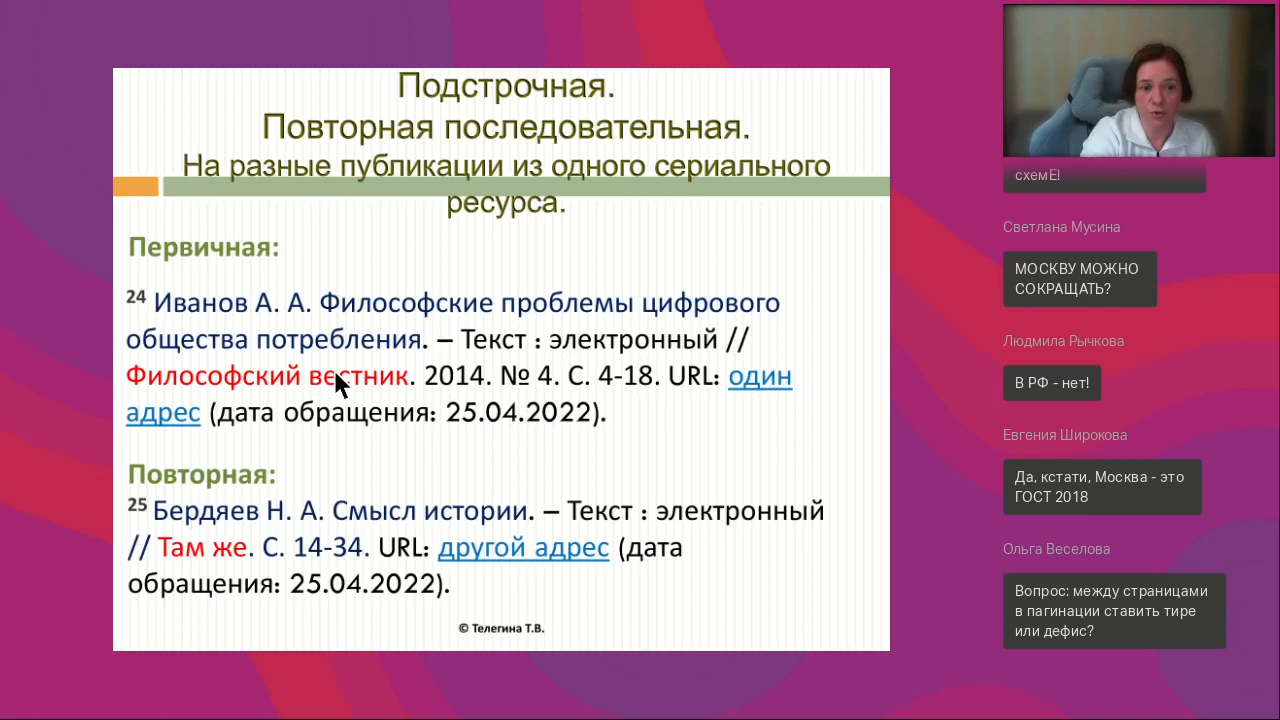 Подстрочная.
Повторная последовательная.
На разные публикации из одного сериального
ресурса.
Первичная:
24 Иванов А. А. Философские проблемы цифрового
общества потребления. – Текст : электронный //
Философский вестник. 2014. № 4. С. 4-18. URL: один
адрес (дата обращения: 25.04.2022).
Повторная:
25 Бердяев Н. А. Смысл истории. – Текст : электронный
// Там же. С. 14-34. URL: другой адрес (дата
обращения: 25.04.2022).
© Телегина Т.В.
схемЕ!
Светлана Мусина
МОСКВУ МОЖНО
СОКРАЩАТЬ?
Людмила Рычкова
В РФ - нет!
Евгения Широкова
Да, кстати, Москва - это
ГОСТ 2018
Ольга Веселова
Вопрос: между страницами
в пагинации ставить тире
или дефис?